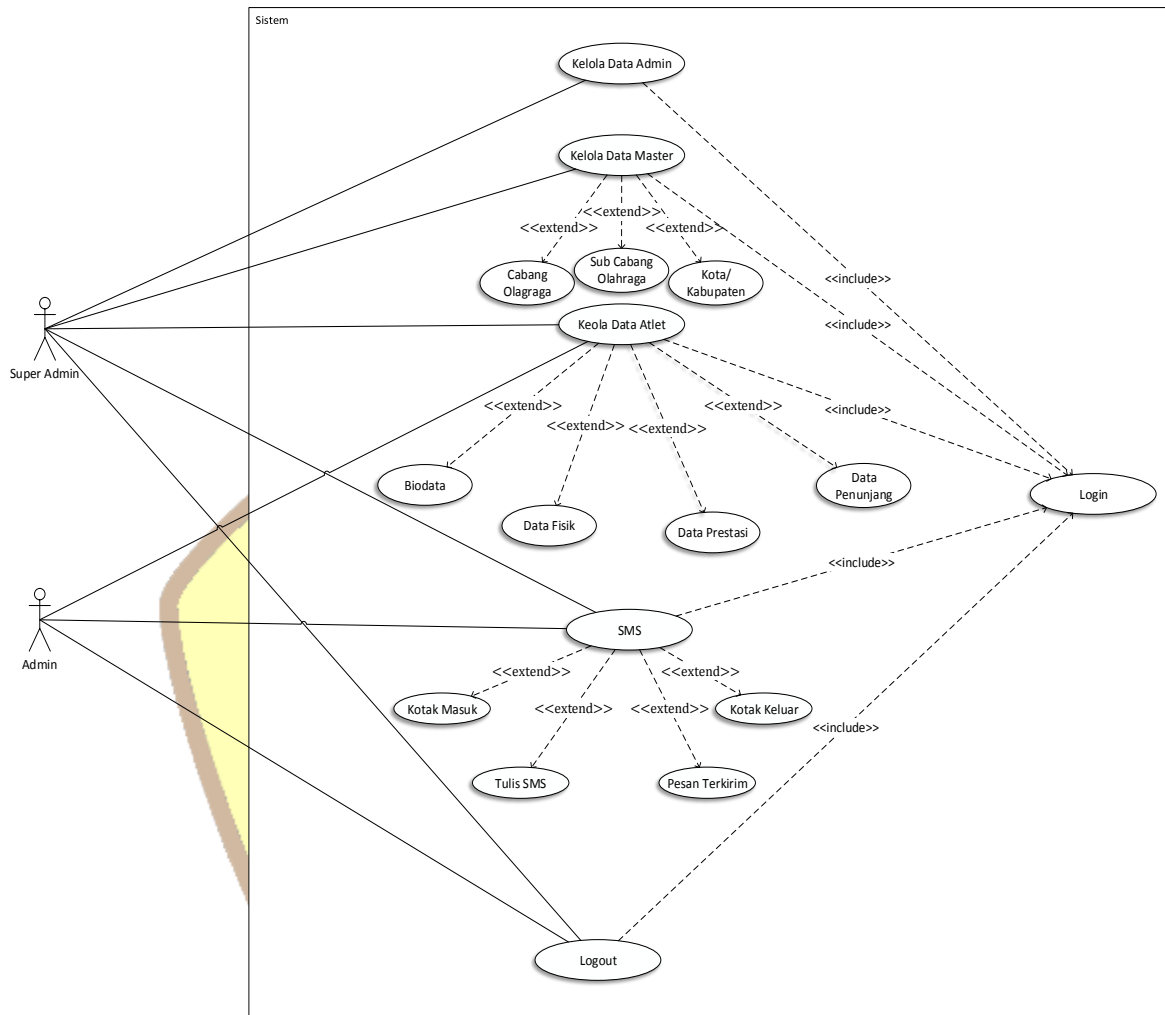 Sistem
Kelola Data Admin
Kelola Data Master
<<extend>>
<<extend>>
<<extend>>
Cabang
Olagraga
Sub Cabang
Olahraga
Kota/
Kabupaten
<<include>>
<<include>>
Keola Data Atlet
Super Admin
<<extend>>
<<extend>>
<<extend>>
<<extend>>
<<include>>
Biodata
Data Fisik
Data Prestasi
Data
Penunjang
Login
<<include>>
Admin
SMS
<<extend>>
<<extend>>
<<extend>>
<<extend>>
Kotak Masuk
Kotak Keluar
<<include>>
Tulis SMS
Pesan Terkirim
Logout